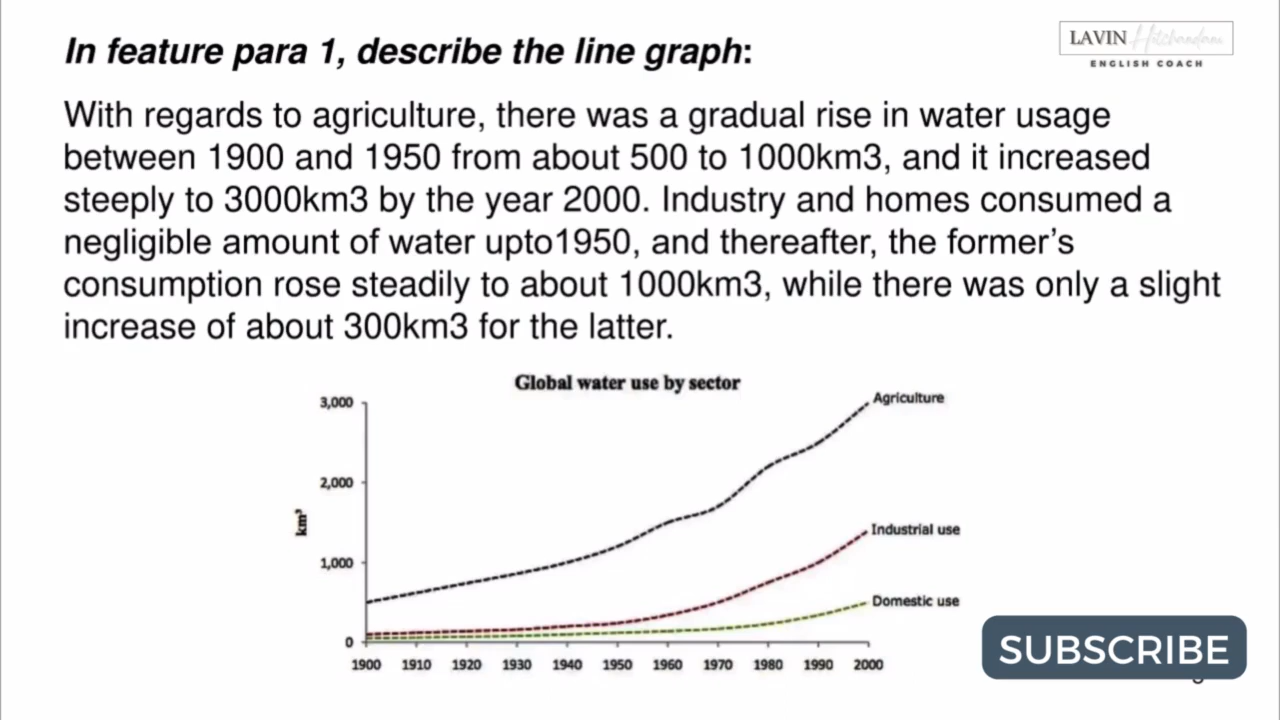 In feature para 1, describe the line graph:
LAVIN Hitchandani
ENGLISH COACH
With regards to agriculture, there was a gradual rise in water usage
between 1900 and 1950 from about 500 to 1000km3, and it increased
steeply to 3000km3 by the year 2000. Industry and homes consumed a
negligible amount of water upto1950, and thereafter, the former’s
consumption rose steadily to about 1000km3, while there was only a slight
increase of about 300km3 for the latter.
Global water use by sector
3,000
Agriculture
2,000
km³
Industrial use
1,000
Domestic use
0
1900 1910 1920 1930 1940 1950 1960 1970 1980 1990 2000
SUBSCRIBE